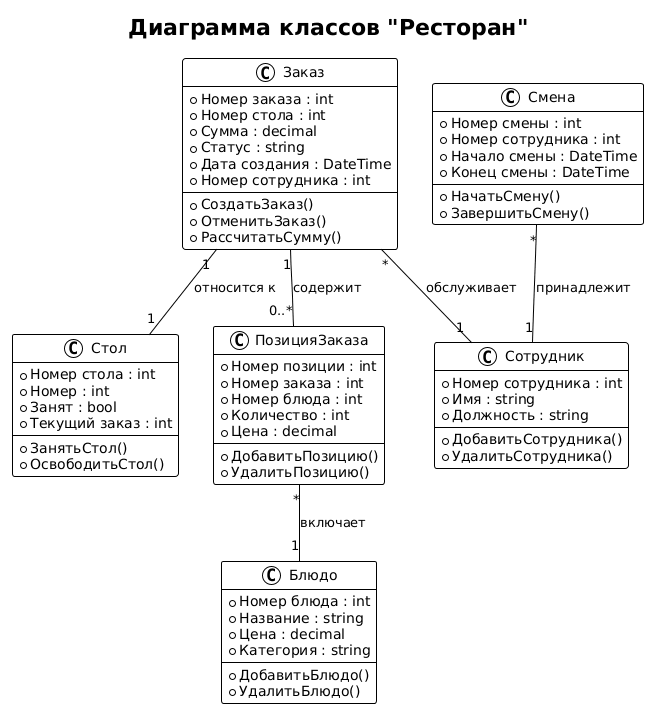 Диаграмма классов "Ресторан"
C Заказ
Номер заказа : int
Номер стола : int
Сумма : decimal
Статус : string
Дата создания : DateTime
Номер сотрудника : int
СоздатьЗаказ()
ОтменитьЗаказ()
РассчитатьСумму()
C Смена
Номер смены : int
Номер сотрудника : int
Начало смены : DateTime
Конец смены : DateTime
НачатьСмену()
ЗавершитьСмену()
1
относится к
1
1
содержит
0..*
*
обслуживает
1
*
принадлежит
1
C Стол
Номер стола : int
Номер : int
Занят : bool
Текущий заказ : int
ЗанятьСтол()
ОсвободитьСтол()
C ПозицияЗаказа
Номер позиции : int
Номер заказа : int
Номер блюда : int
Количество : int
Цена : decimal
ДобавитьПозицию()
УдалитьПозицию()
C Сотрудник
Номер сотрудника : int
Имя : string
Должность : string
ДобавитьСотрудника()
УдалитьСотрудника()
*
включает
1
C Блюдо
Номер блюда : int
Название : string
Цена : decimal
Категория : string
ДобавитьБлюдо()
УдалитьБлюдо()